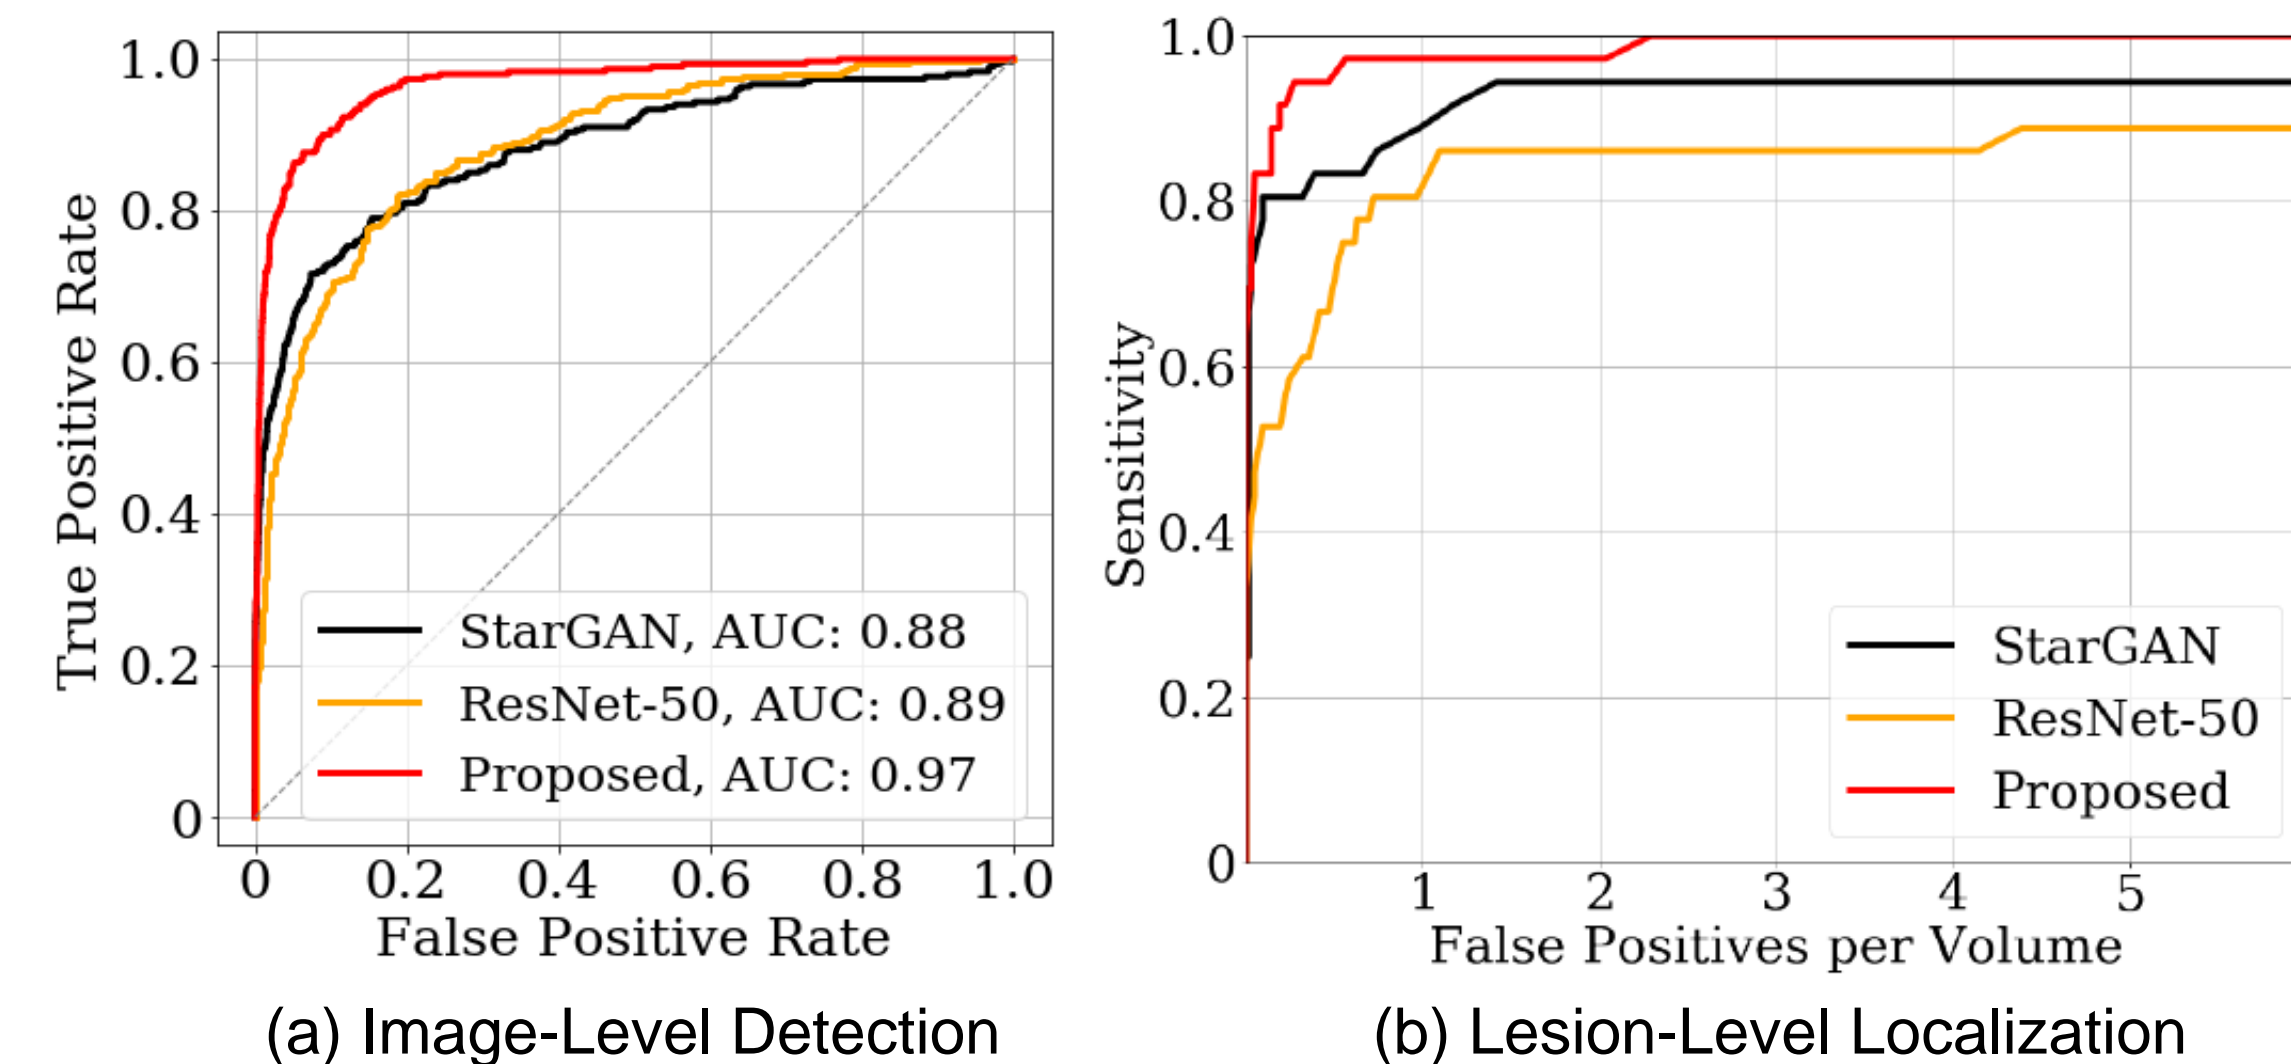 True Positive Rate
1.0
0.8
0.6
0.4
0.2
0
StarGAN, AUC: 0.88
ResNet-50, AUC: 0.89
Proposed, AUC: 0.97
0 0.2 0.4 0.6 0.8 1.0
False Positive Rate
(a) Image-Level Detection
Sensitivity
1.0
0.8
0.6
0.4
0.2
0
StarGAN
ResNet-50
Proposed
1 2 3 4 5
False Positives per Volume
(b) Lesion-Level Localization